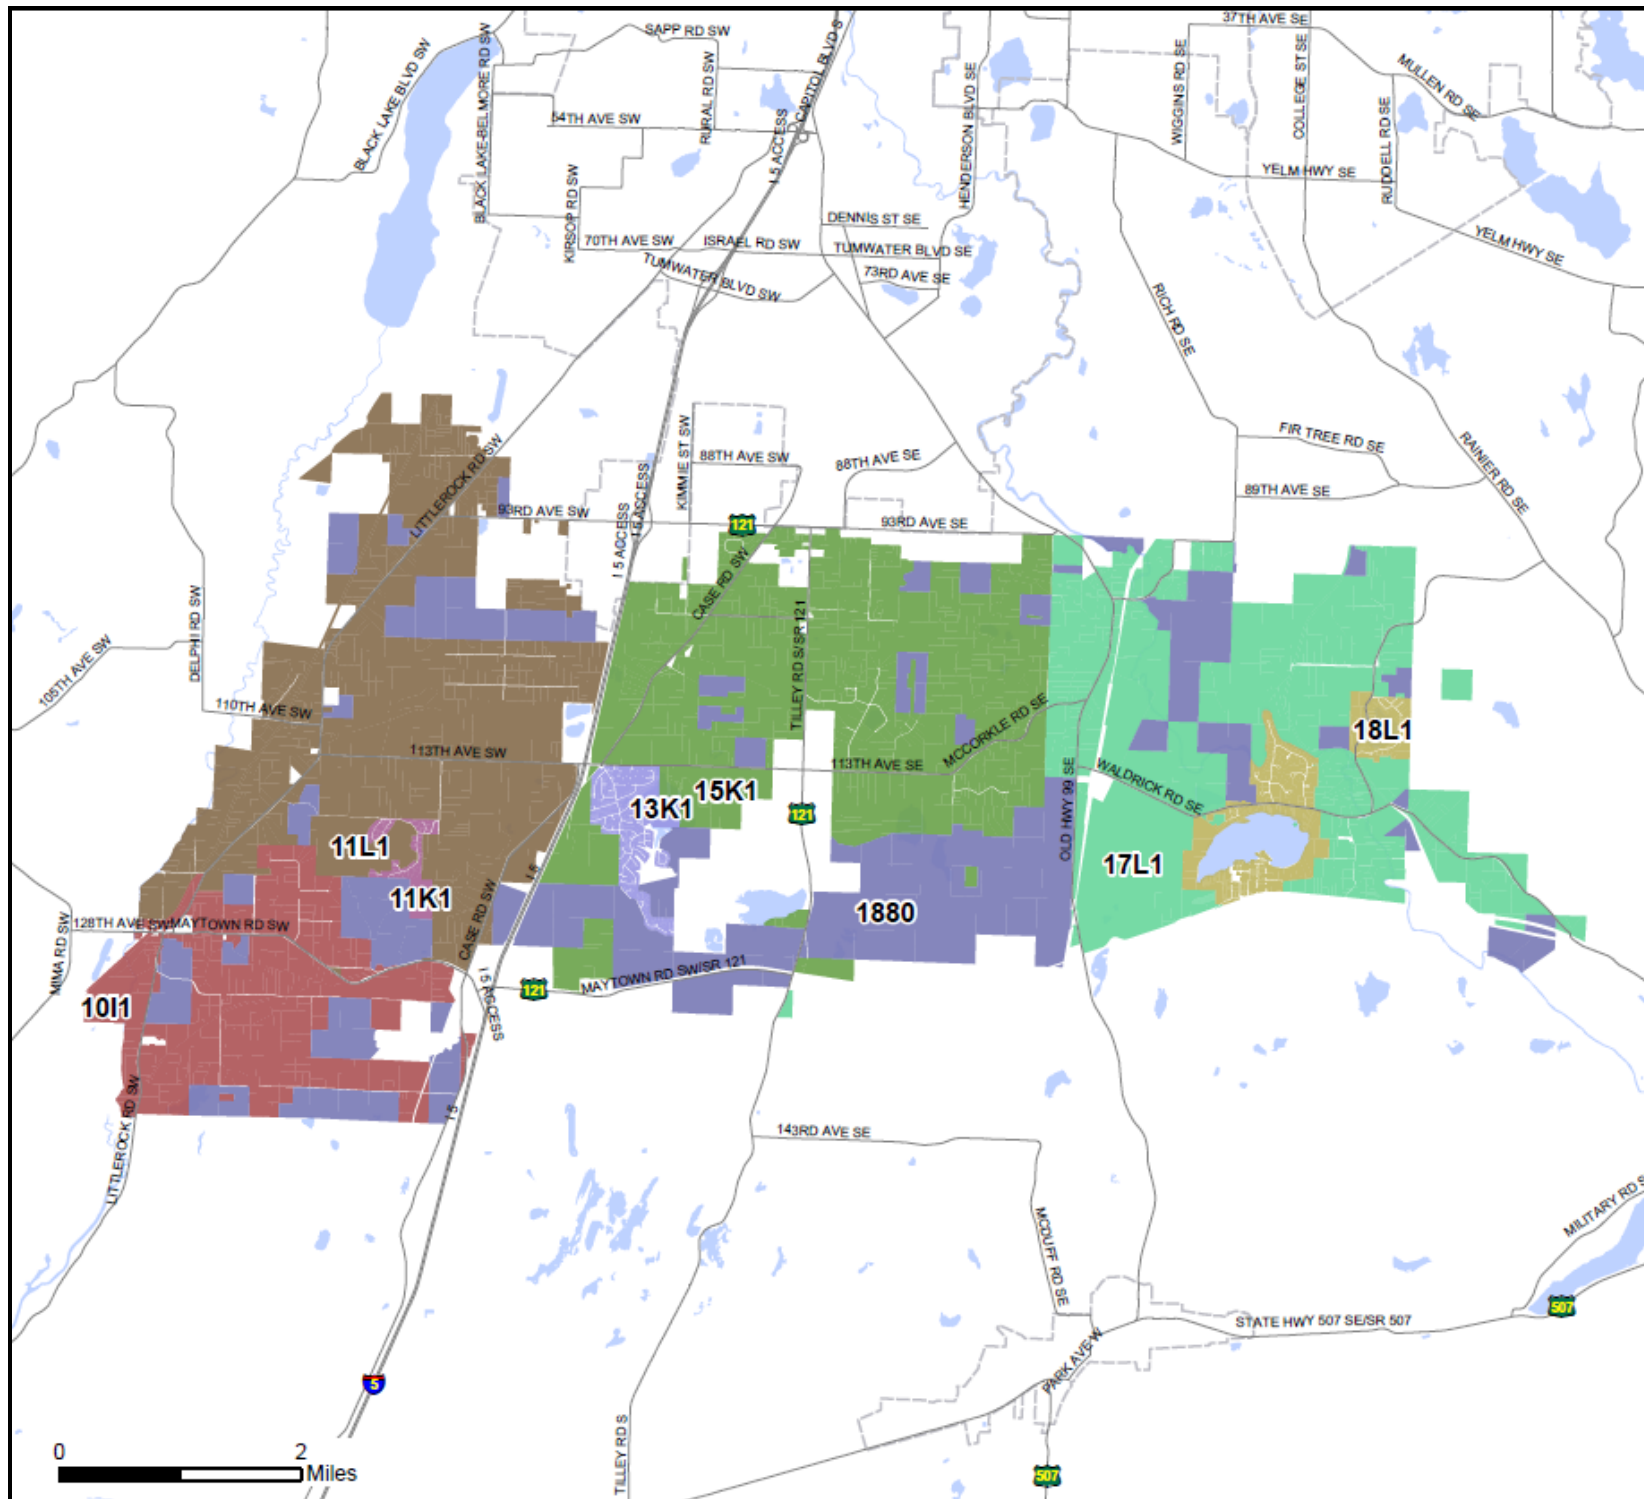 37TH AVE SE
SAPP RD SW
BLACK LAKE BLVD SW
BLACK LAKE-BELMORE RD SW
RURAL RD SW
CAPITOL BLVD S
I 5 ACCESS
HENDERSON BLVD SE
WIGGINS RD SE
COLLEGE ST SE
MULLEN RD SE
RUDDELL RD SE
54TH AVE SW
YELM HWY SE
KIRSOP RD SW
DENNIS ST SE
70TH AVE SW
ISRAEL RD SW
TUMWATER BLVD SE
YELM HWY SE
TUMWATER BLVD SW
73RD AVE SE
RICH RD SE
LITTLEROCK RD SW
KIMMIE ST SW
88TH AVE SW
88TH AVE SE
FIR TREE RD SE
RAINIER RD SE
89TH AVE SE
I 5 ACCESS
I 5 ACCESS
93RD AVE SW
121
93RD AVE SE
CASE RD SW
DELPHI RD SW
105TH AVE SW
TILLEY RD S/SR 121
110TH AVE SW
113TH AVE SW
MCCORKLE RD SE
113TH AVE SE
18L1
WALDRICK RD SE
OLD HWY 99 SE
13K1
15K1
121
11L1
11K1
I 5
17L1
1880
CASE RD SW
128TH AVE SW
MAYTOWN RD SW
MIMA RD SW
10I1
I 5 ACCESS
121
MAYTOWN RD SW/SR 121
LITTLEROCK RD SW
I 5
143RD AVE SE
MCDUFF RD SE
MILITARY RD S
507
STATE HWY 507 SE/SR 507
PARK AVE W
5
TILLEY RD S
507
0 2
Miles